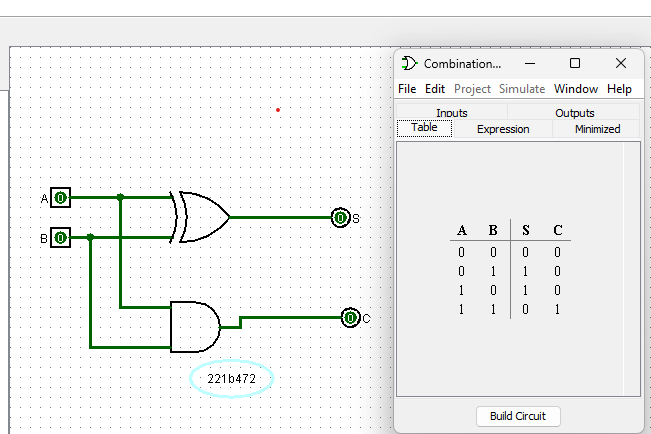 Combination...
File Edit Project Simulate Window Help
Inputs Outputs
Table Expression Minimized
A B S C
0 0 0 0
0 1 1 0
1 0 1 0
1 1 0 1
Build Circuit
A 0
B 0
0 S
0 C
221b472